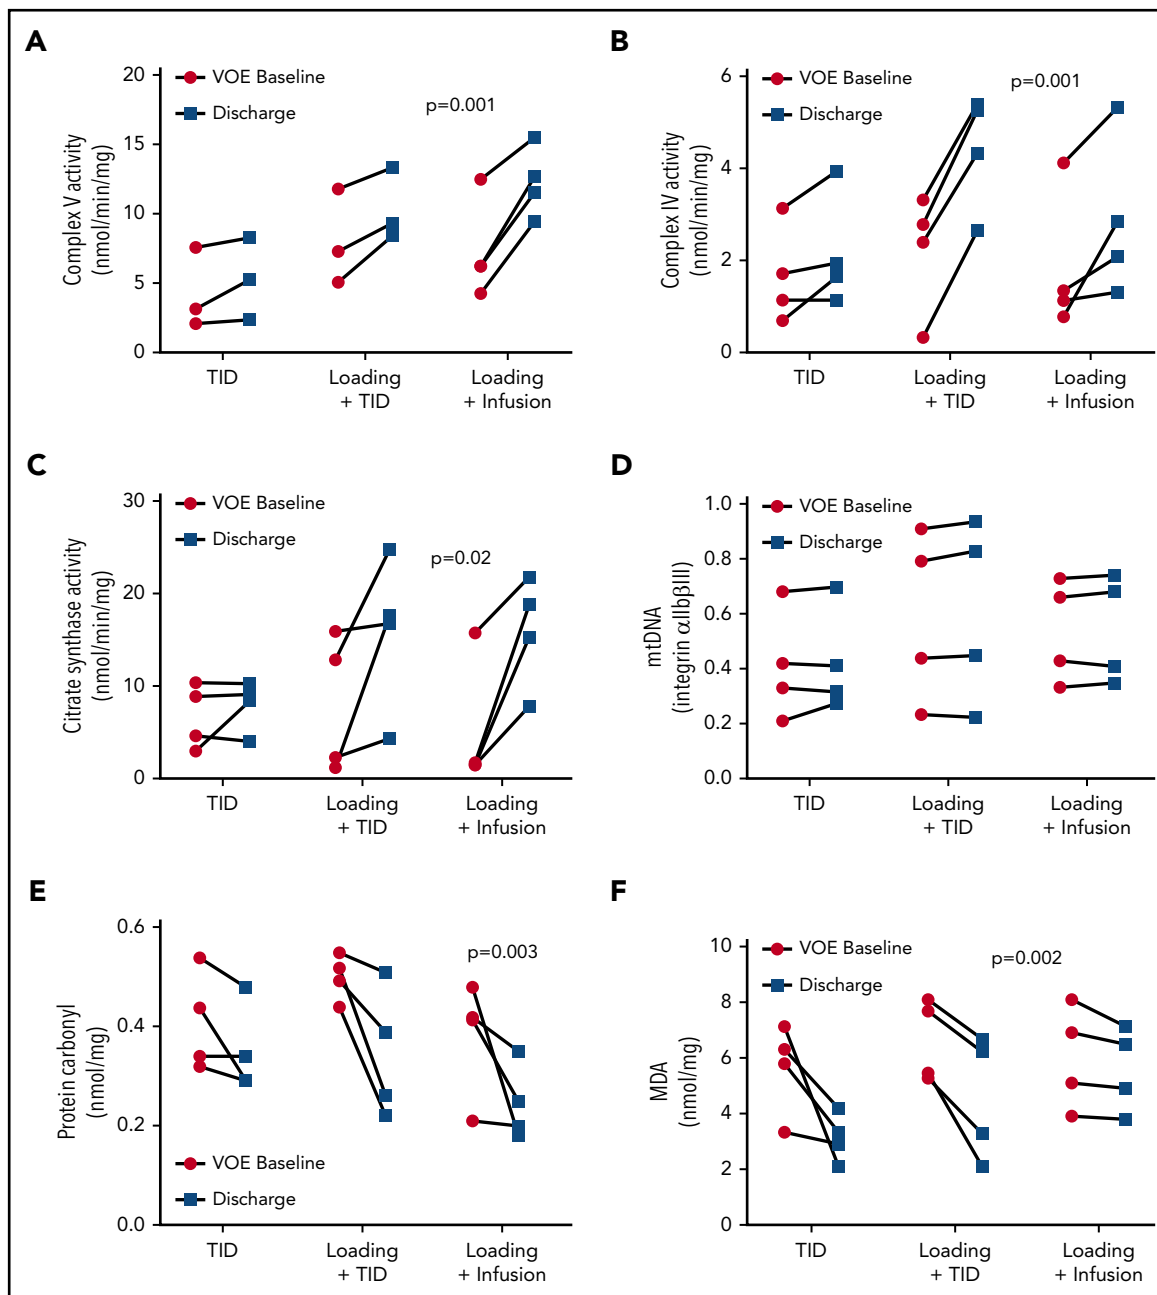 A
Complex V activity
(nmol/min/mg)
20
15
10
5
0
VOE Baseline
Discharge
p=0.001
TID
Loading
+ TID
Loading
+ Infusion
B
Complex IV activity
(nmol/min/mg)
6
4
2
0
VOE Baseline
Discharge
p=0.001
TID
Loading
+ TID
Loading
+ Infusion
C
Citrate synthase activity
(nmol/min/mg)
30
20
10
0
VOE Baseline
Discharge
p=0.02
TID
Loading
+ TID
Loading
+ Infusion
D
mtDNA
(integrin αIIbβIII)
1.0
0.8
0.6
0.4
0.2
0.0
VOE Baseline
Discharge
TID
Loading
+ TID
Loading
+ Infusion
E
Protein carbonyl
(nmol/mg)
0.6
0.4
0.2
0.0
p=0.003
VOE Baseline
Discharge
TID
Loading
+ TID
Loading
+ Infusion
F
MDA
(nmol/mg)
10
8
6
4
2
0
VOE Baseline
Discharge
p=0.002
TID
Loading
+ TID
Loading
+ Infusion